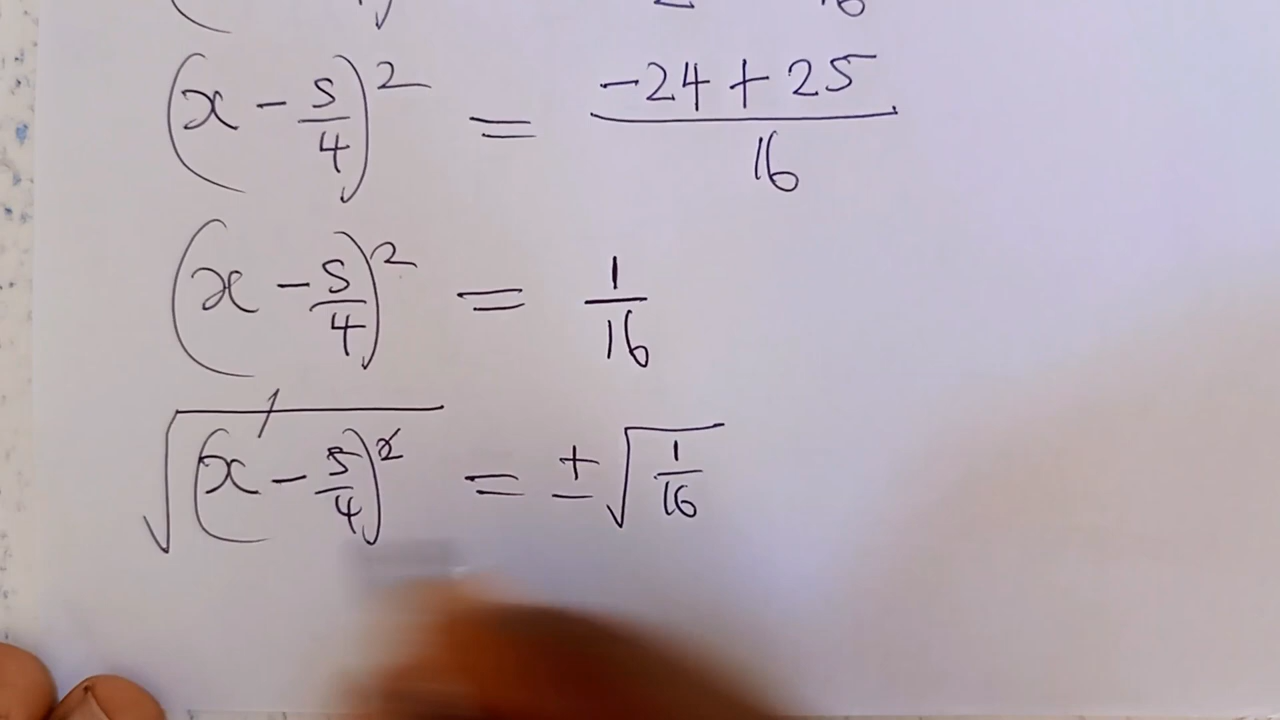 (x - 5/4)² = (-24 + 25)/16
(x - 5/4)² = 1/16
√(x - 5/4)² = ± √(1/16)